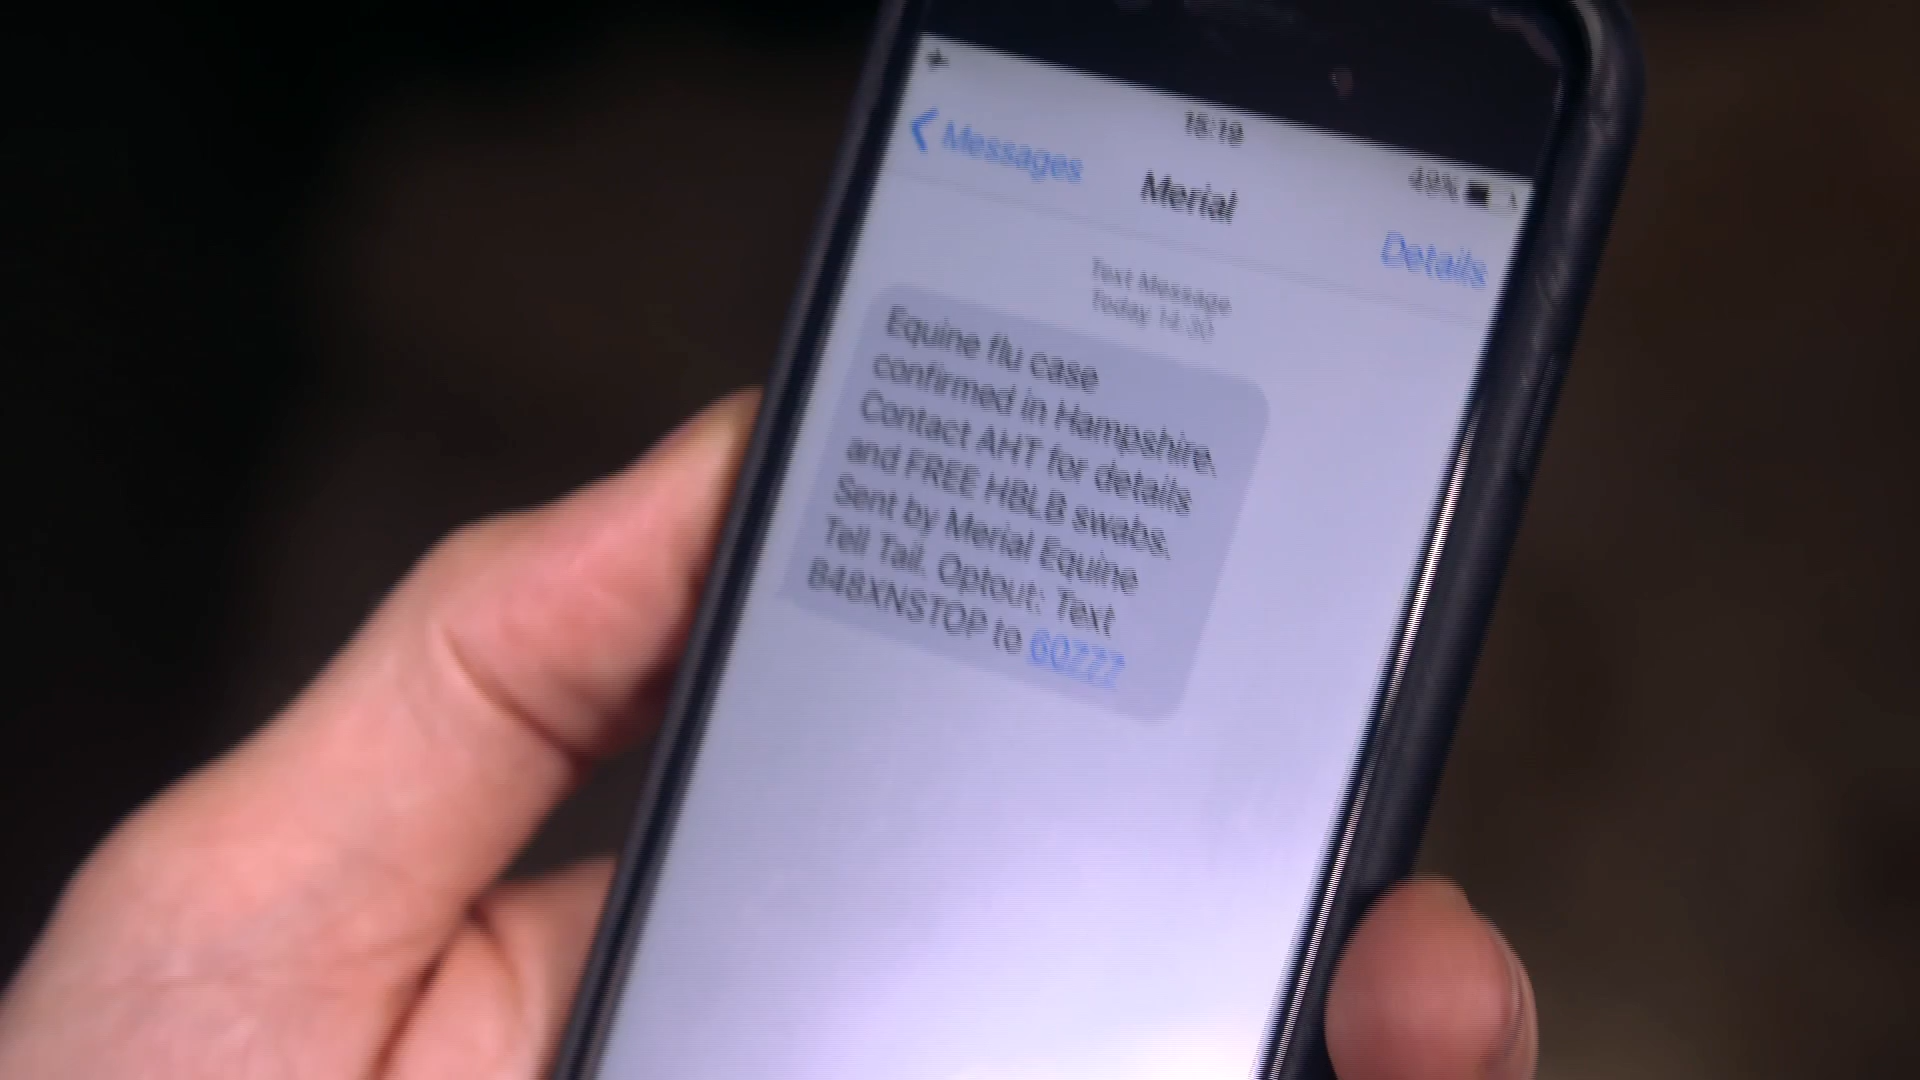 15:19
49%
Messages
Merial
Details
Text Message
Today 14:30
Equine flu case
confirmed in Hampshire.
Contact AHT for details
and FREE HBLB swabs.
Sent by Merial Equine
Tell Tail. Optout: Text
B48XNSTOP to 60777